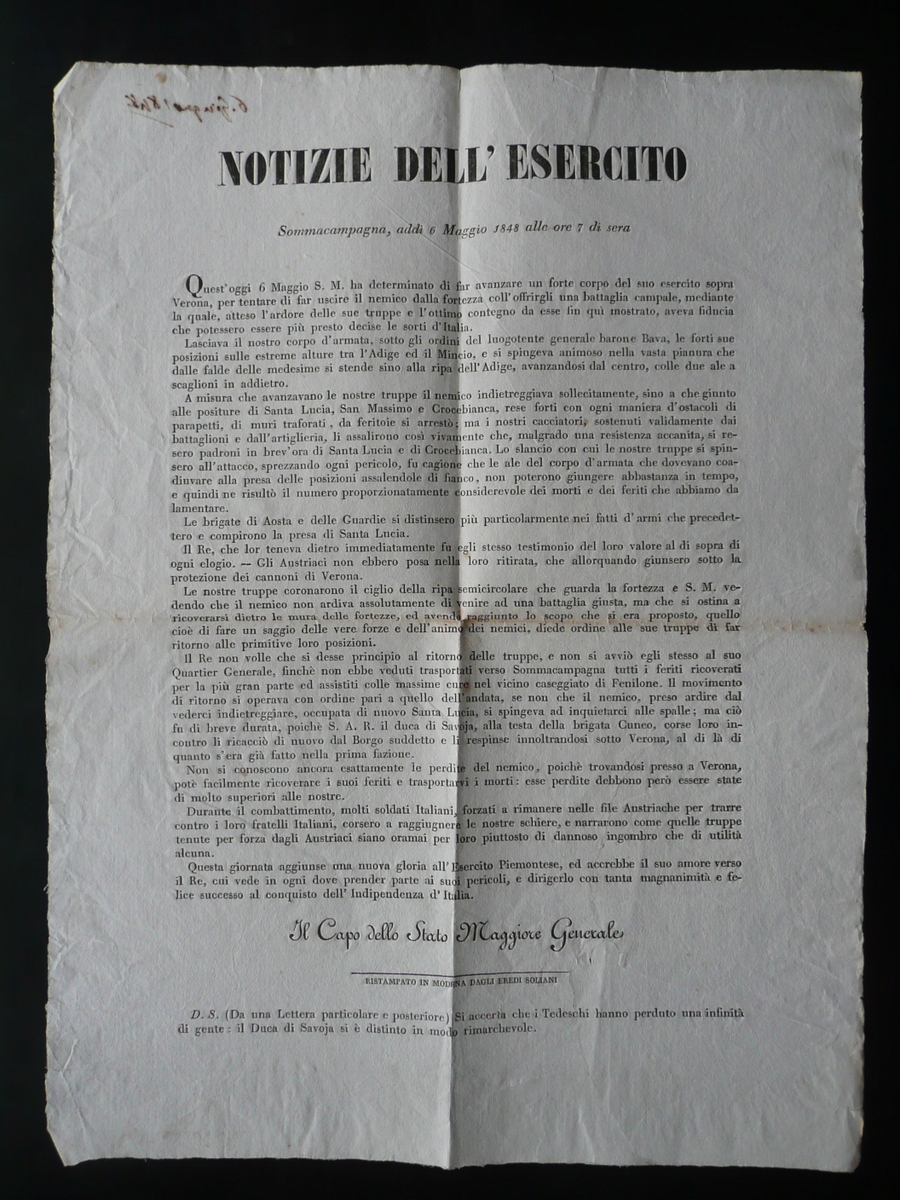 6. Giugno 1848.
NOTIZIE DELL' ESERCITO
Sommacampagna, addì 6 Maggio 1848 alle ore 7 di sera
Quest'oggi 6 Maggio S. M. ha determinato di far avanzare un forte corpo del suo esercito sopra
Verona, per tentare di far uscire il nemico dalla fortezza coll'offrirgli una battaglia campale, mediante
la quale, atteso l'ardore delle sue truppe e l'ottimo contegno da esse fin quì mostrato, aveva fiducia
che potessero essere più presto decise le sorti d'Italia.
Lasciava il nostro corpo d'armata, sotto gli ordini del luogotente generale barone Bava, le forti sue
posizioni sulle estreme alture tra l'Adige ed il Mincio, e si spingeva animoso nella vasta pianura che
dalle falde delle medesime si stende sino alla ripa dell'Adige, avanzandosi dal centro, colle due ale a
scaglioni in addietro.
A misura che avanzavano le nostre truppe il nemico indietreggiava sollecitamente, sino a che giunto
alle positure di Santa Lucia, San Massimo e Crocebianca, rese forti con ogni maniera d'ostacoli di
parapetti, di muri traforati, da feritoie si arrestò; ma i nostri cacciatori, sostenuti validamente dai
battaglioni e dall'artiglieria, li assalirono così vivamente che, malgrado una resistenza accanita, si re-
sero padroni in brev'ora di Santa Lucia e di Crocebianca. Lo slancio con cui le nostre truppe si spin-
sero all'attacco, sprezzando ogni pericolo, fu cagione che le ale del corpo d'armata che dovevano coa-
diuvare alla presa delle posizioni assalendole di fianco, non poterono giungere abbastanza in tempo,
e quindi ne risultò il numero proporzionatamente considerevole dei morti e dei feriti che abbiamo da
lamentare.
Le brigate di Aosta e delle Guardie si distinsero più particolarmente nei fatti d'armi che precedet-
tero e compirono la presa di Santa Lucia.
Il Re, che lor teneva dietro immediatamente fu egli stesso testimonio del loro valore al di sopra di
ogni elogio. — Gli Austriaci non ebbero posa nella loro ritirata, che allorquando giunsero sotto la
protezione dei cannoni di Verona.
Le nostre truppe coronarono il ciglio della ripa semicircolare che guarda la fortezza e S. M. ve-
dendo che il nemico non ardiva assolutamente di venire ad una battaglia giusta, ma che si ostina a
ricoverarsi dietro le mura delle fortezze, ed avendo raggiunto lo scopo che si era proposto, quello
cioè di fare un saggio delle vere forze e dell'animo dei nemici, diede ordine alle sue truppe di far
ritorno alle primitive loro posizioni.
Il Re non volle che si desse principio al ritorno delle truppe, e non si avviò egli stesso al suo
Quartier Generale, finchè non ebbe veduti trasportati verso Sommacampagna tutti i feriti ricoverati
per la più gran parte ed assistiti colle massime cure nel vicino caseggiato di Fenilone. Il movimento
di ritorno si operava con ordine pari a quello dell'andata, se non che il nemico, preso ardire dal
vederci indietreggiare, occupata di nuovo Santa Lucia, si spingeva ad inquietarci alle spalle; ma ciò
fu di breve durata, poichè S. A. R. il duca di Savoja, alla testa della brigata Cuneo, corse loro in-
contro li ricacciò di nuovo dal Borgo suddetto e li respinse innoltrandosi sotto Verona, al di là di
quanto s'era già fatto nella prima fazione.
Non si conoscono ancora esattamente le perdite del nemico, poichè trovandosi presso a Verona,
potè facilmente ricoverare i suoi feriti e trasportarvi i morti: esse perdite debbono però essere state
di molto superiori alle nostre.
Durante il combattimento, molti soldati Italiani, forzati a rimanere nelle file Austriache per trarre
contro i loro fratelli Italiani, corsero a raggiugnere le nostre schiere, e narrarono come quelle truppe
tenute per forza dagli Austriaci siano oramai per loro piuttosto di dannoso ingombro che di utilità
alcuna.
Questa giornata aggiunse una nuova gloria all'Esercito Piemontese, ed accrebbe il suo amore verso
il Re, cui vede in ogni dove prender parte ai suoi pericoli, e dirigerlo con tanta magnanimità e fe-
lice successo al conquisto dell' Indipendenza d'Italia.
Il Capo dello Stato Maggiore Generale
RISTAMPATO IN MODENA DAGLI EREDI SOLIANI
D. S. (Da una Lettera particolare e posteriore) Si accerta che i Tedeschi hanno perduto una infinità
di gente: il Duca di Savoja si è distinto in modo rimarchevole.